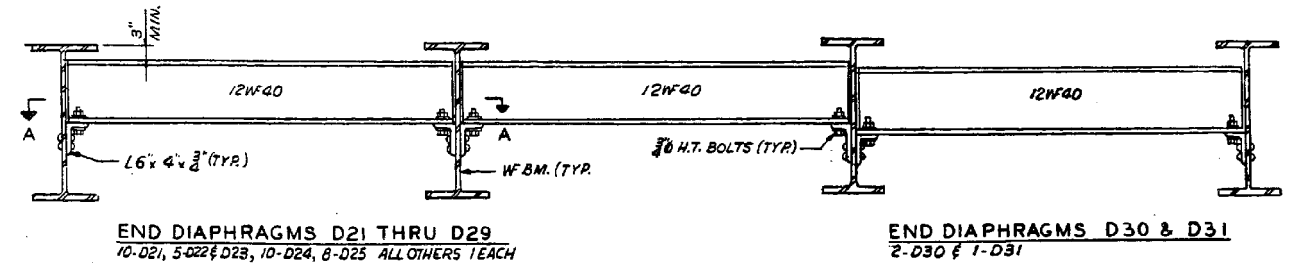 3"
MIN.
12WF40
12WF40
12WF40
A
A
L6"x 4"x 3/4" (TYP.)
3/4"φ H.T. BOLTS (TYP.)
WF BM. (TYP.
END DIAPHRAGMS D21 THRU D29
10-D21, 5-D22 & D23, 10-D24, 8-D25 ALL OTHERS 1 EACH
END DIAPHRAGMS D30 & D31
2-D30 & 1-D31